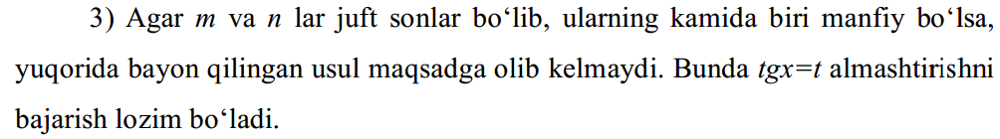 3) Agar m va n lar juft sonlar bo‘lib, ularning kamida biri manfiy bo‘lsa,
yuqorida bayon qilingan usul maqsadga olib kelmaydi. Bunda tgx=t almashtirishni
bajarish lozim bo‘ladi.